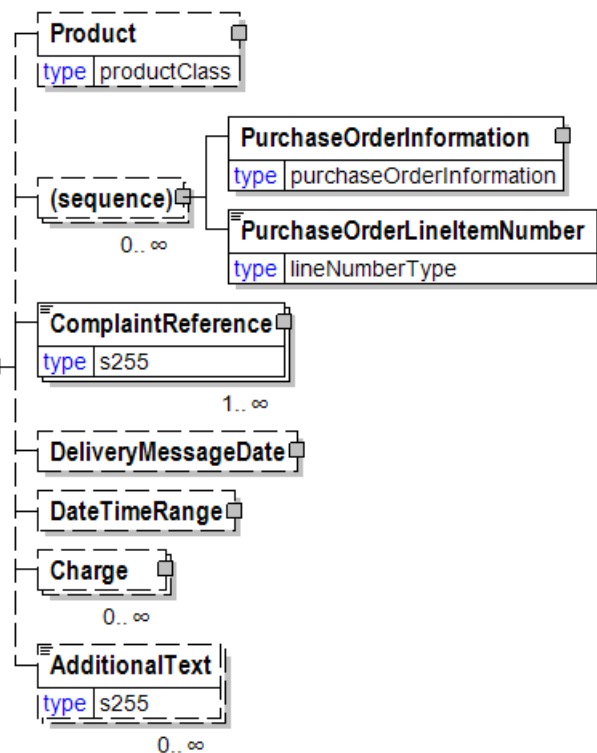 Product
type productClass
PurchaseOrderInformation
type purchaseOrderInformation
(sequence)
0.. ∞
PurchaseOrderLineItemNumber
type lineNumberType
ComplaintReference
type s255
1.. ∞
DeliveryMessageDate
DateTimeRange
Charge
0.. ∞
AdditionalText
type s255
0.. ∞